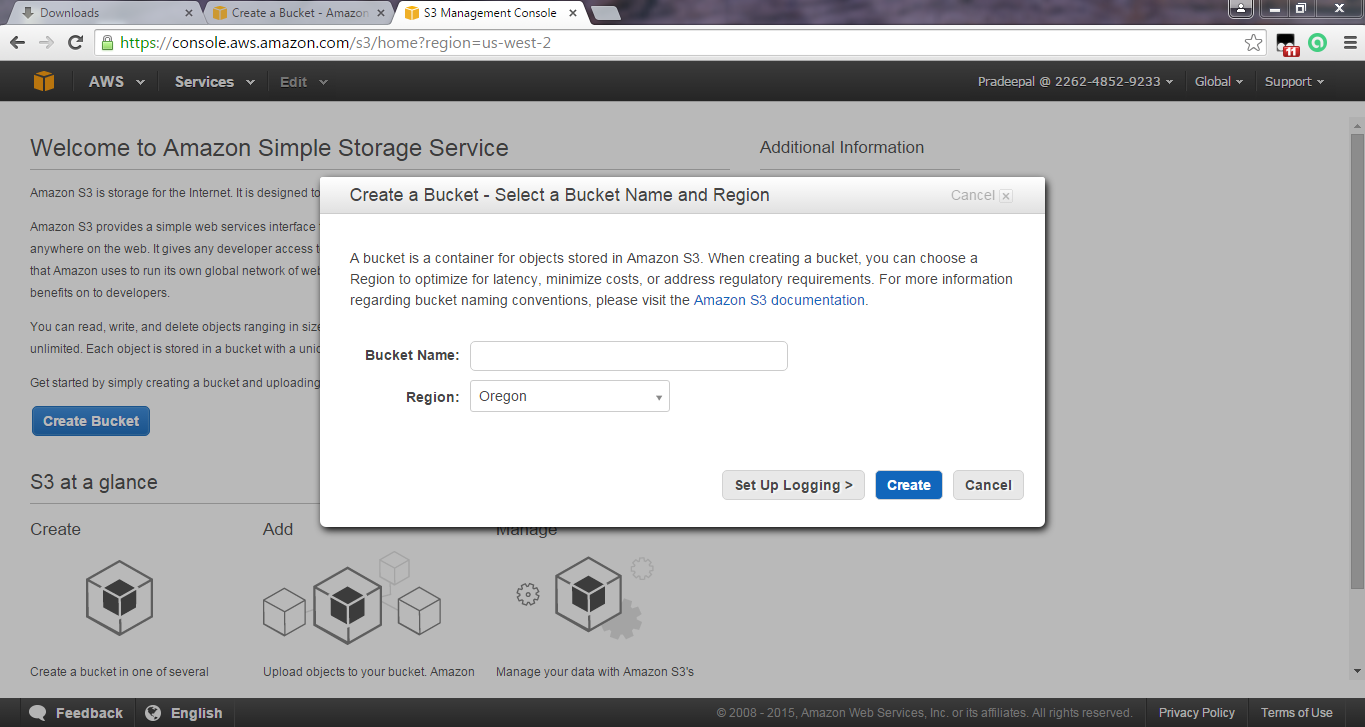 Downloads
Create a Bucket - Amazon
S3 Management Console
https://console.aws.amazon.com/s3/home?region=us-west-2
11
AWS
Services
Edit
Pradeepal @ 2262-4852-9233
Global
Support
Welcome to Amazon Simple Storage Service
Additional Information
Amazon S3 is storage for the Internet. It is designed to
Amazon S3 provides a simple web services interface
anywhere on the web. It gives any developer access
that Amazon uses to run its own global network of web
benefits on to developers.
You can read, write, and delete objects ranging in size
unlimited. Each object is stored in a bucket with a
Get started by simply creating a bucket and uploading
Create Bucket
Create a Bucket - Select a Bucket Name and Region
Cancel
A bucket is a container for objects stored in Amazon S3. When creating a bucket, you can choose a
Region to optimize for latency, minimize costs, or address regulatory requirements. For more information
regarding bucket naming conventions, please visit the Amazon S3 documentation.
Bucket Name:
Region:
Oregon
Set Up Logging >
Create
Cancel
S3 at a glance
Create
Add
Manage
Create a bucket in one of several
Upload objects to your bucket. Amazon
Manage your data with Amazon S3's
Feedback
English
© 2008 - 2015, Amazon Web Services, Inc. or its affiliates. All rights reserved.
Privacy Policy
Terms of Use